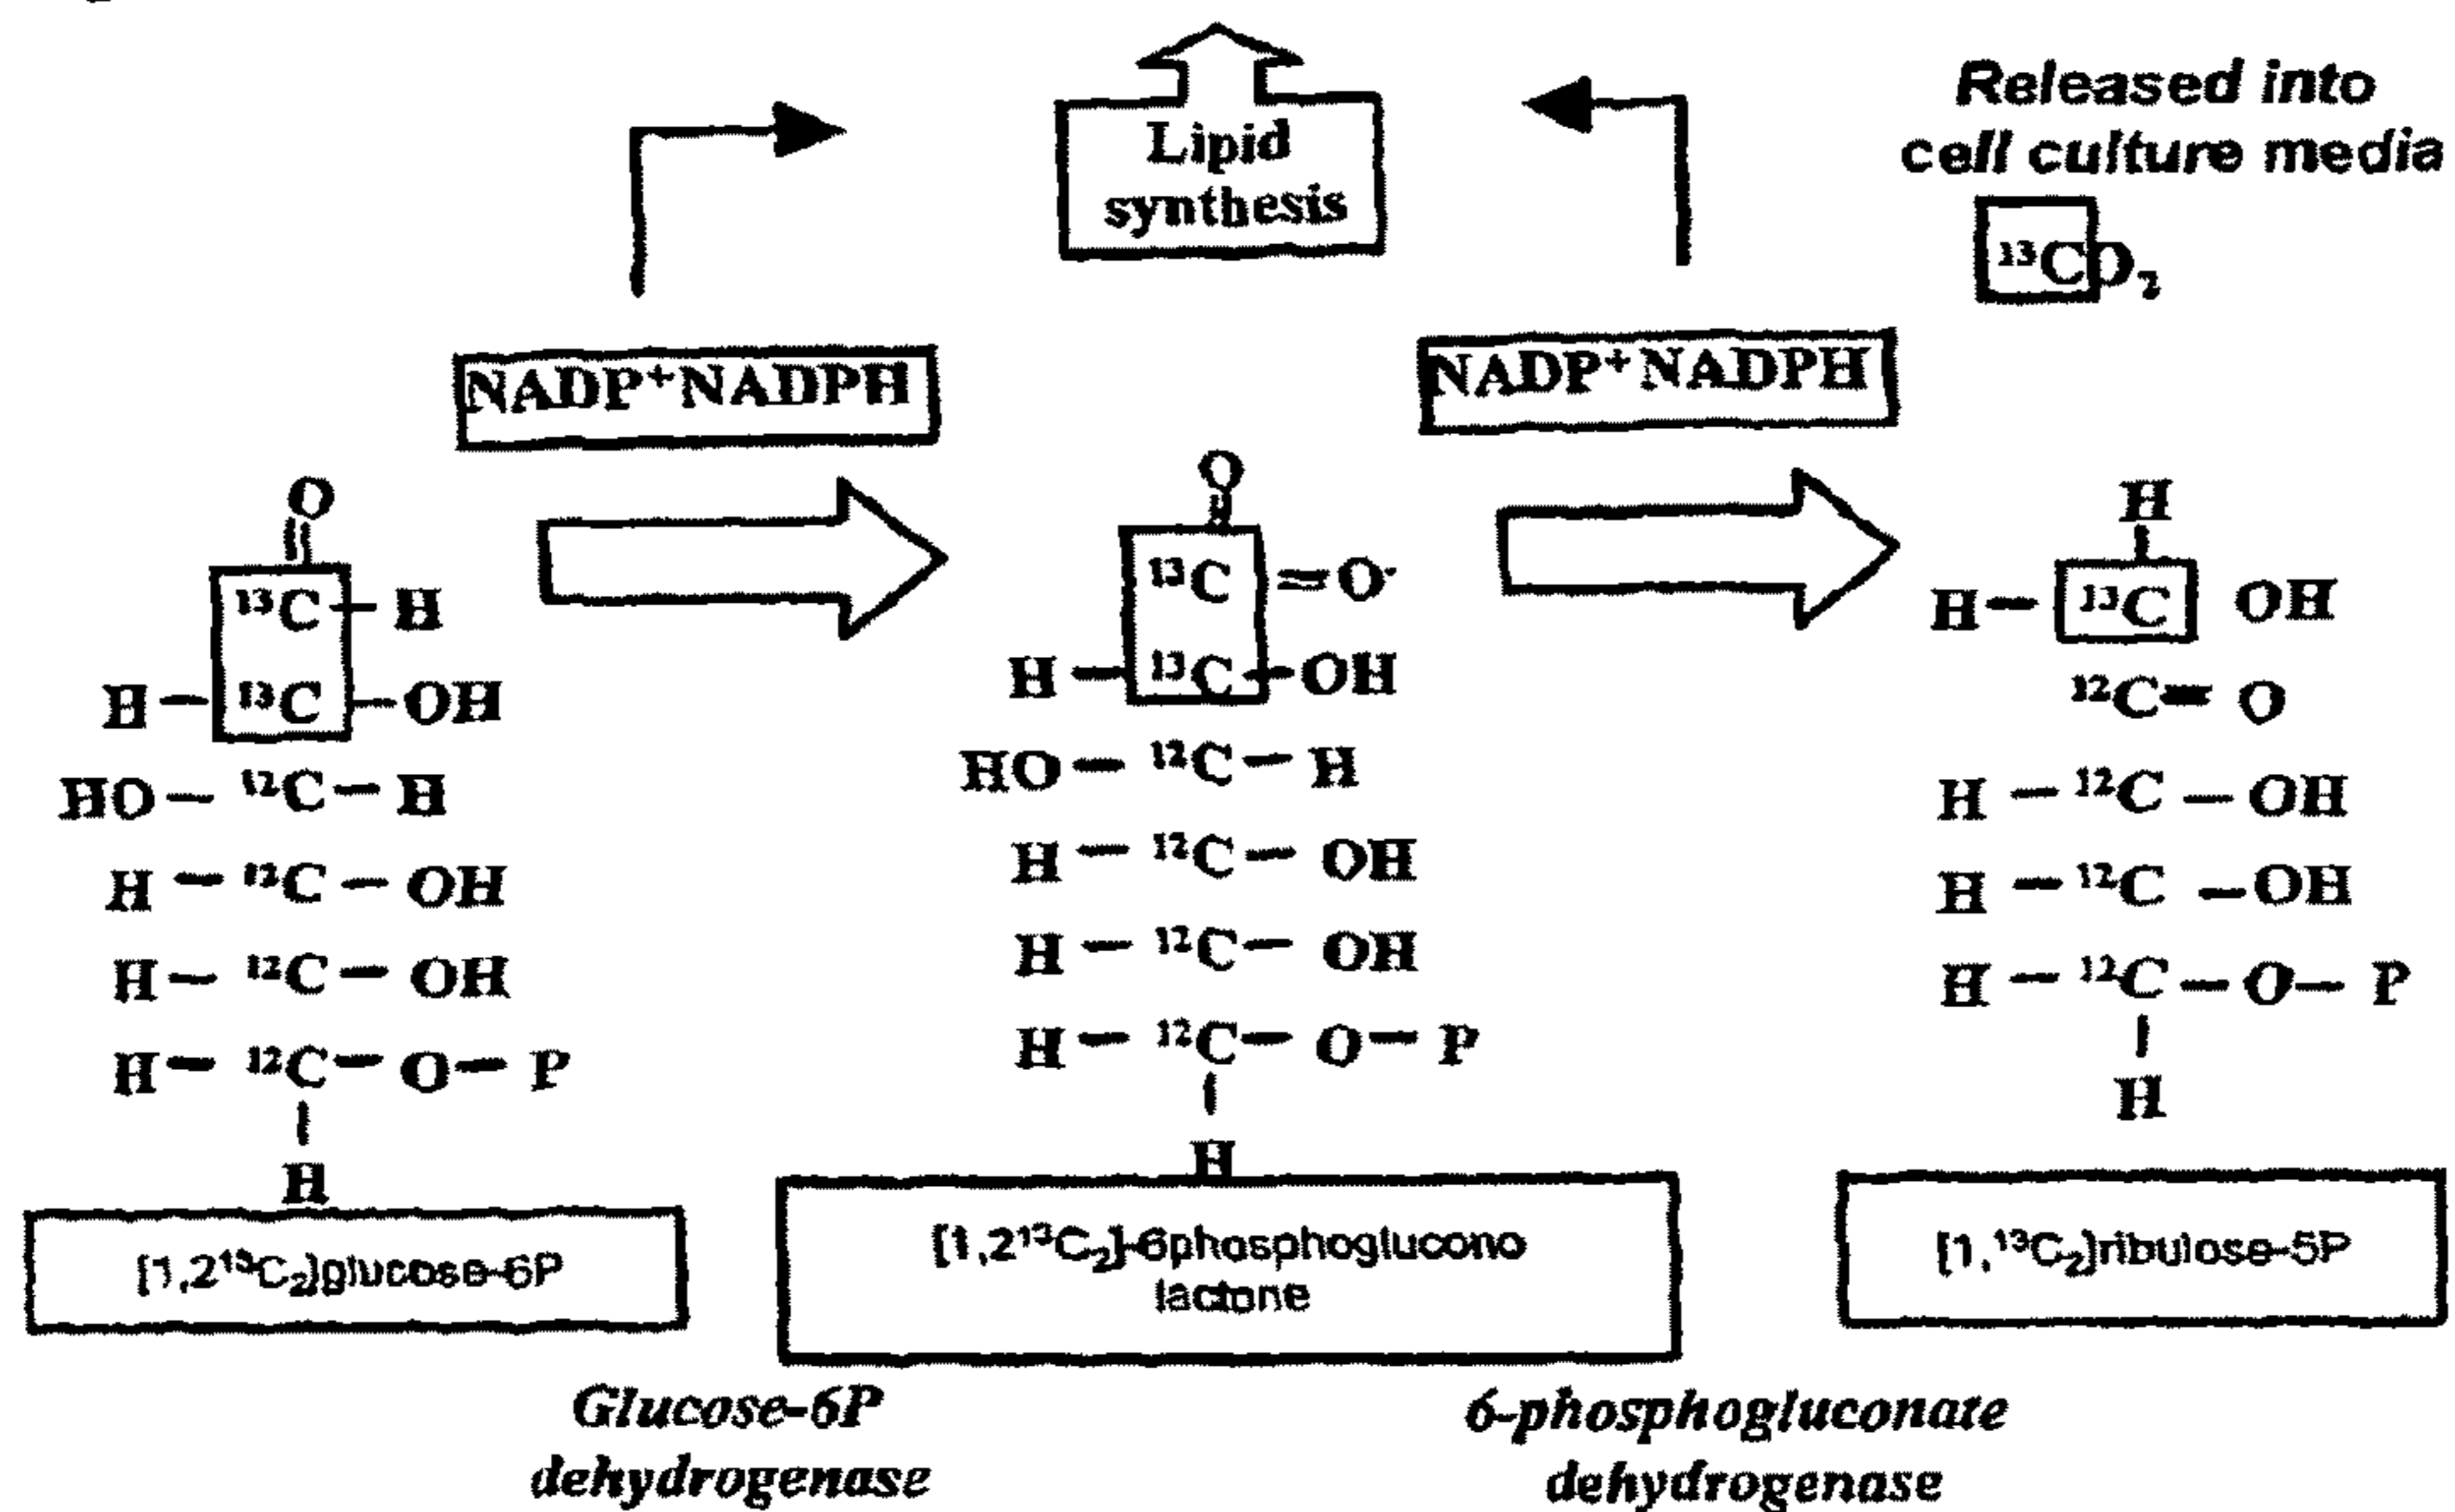 Lipid
synthesis
Released into
cell culture media
¹³CO₂
NADP⁺NADPH
NADP⁺NADPH
O
¹³C – H
H – ¹³C – OH
HO – ¹²C – H
H – ¹²C – OH
H – ¹²C – OH
H – ¹²C – O – P
H
[1,2¹³C₂]glucose-6P
O
¹³C =O⁻
H – ¹³C – OH
HO – ¹²C – H
H – ¹²C – OH
H – ¹²C – OH
H – ¹²C – O – P
H
[1,2¹³C₂]-6phosphoglucono
lactone
H
H – ¹³C OH
¹²C = O
H – ¹²C – OH
H – ¹²C – OH
H – ¹²C – O – P
H
[1,¹³C₂]ribulose-5P
Glucose-6P
dehydrogenase
6-phosphogluconate
dehydrogenase